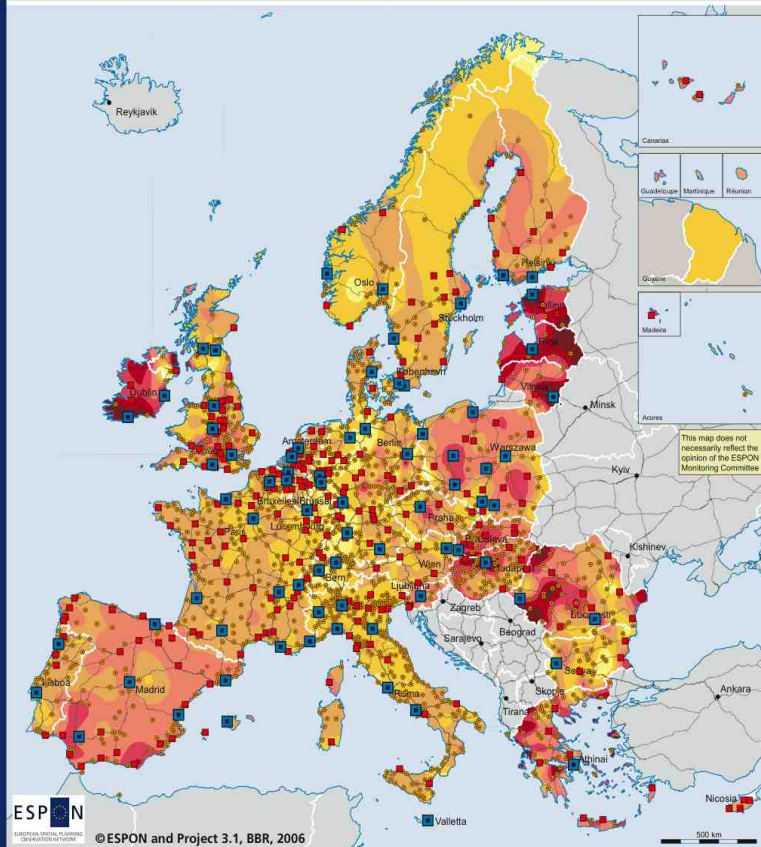 Reykjavik
Canarias
Guadeloupe Martinique Réunion
Guyane
Madeira
Acores
This map does not
necessarily reflect the
opinion of the ESPON
Monitoring Committee
Oslo
Helsinki
Tallinn
Stockholm
Riga
København
Vilnius
Minsk
Dublin
London
Amsterdam
Berlin
Warszawa
Kyiv
Bruxelles/Brussel
Luxembourg
Praha
Paris
Kishinev
Bratislava
Wien
Budapest
Bern
Ljubljana
Zagreb
Bucuresti
Beograd
Sarajevo
Sofia
Skopje
Tirana
Ankara
Lisboa
Madrid
Roma
Athinai
Nicosia
Valletta
500 km
ESPON
EUROPEAN SPATIAL PLANNING
OBSERVATION NETWORK
©ESPON and Project 3.1, BBR, 2006